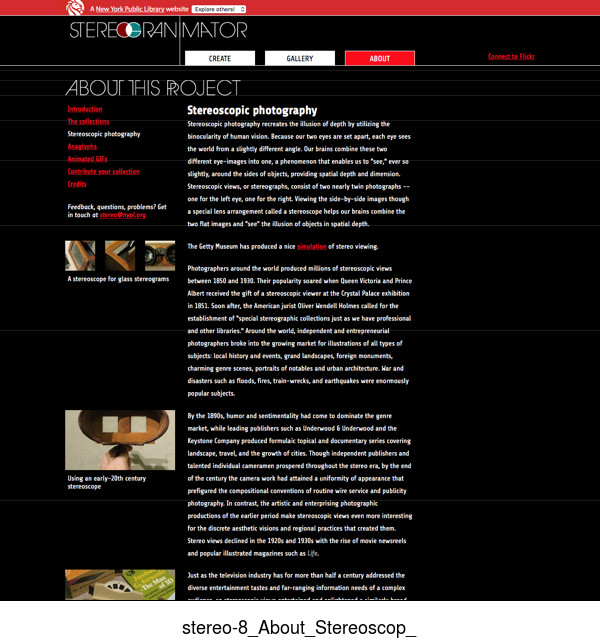 A New York Public Library website Explore others!
STEREOGRANIMATOR
CREATE
GALLERY
ABOUT
Connect to Flickr
ABOUT THIS PROJECT
Introduction
The collections
Stereoscopic photography
Anaglyphs
Animated GIFs
Contribute your collection
Credits
Feedback, questions, problems? Get
in touch at stereo@nypl.org
A stereoscope for glass stereograms
Using an early-20th century
stereoscope
Stereoscopic photography
Stereoscopic photography recreates the illusion of depth by utilizing the
binocularity of human vision. Because our two eyes are set apart, each eye sees
the world from a slightly different angle. Our brains combine these two
different eye-images into one, a phenomenon that enables us to "see," ever so
slightly, around the sides of objects, providing spatial depth and dimension.
Stereoscopic views, or stereographs, consist of two nearly twin photographs --
one for the left eye, one for the right. Viewing the side-by-side images though
a special lens arrangement called a stereoscope helps our brains combine the
two flat images and "see" the illusion of objects in spatial depth.
The Getty Museum has produced a nice simulation of stereo viewing.
Photographers around the world produced millions of stereoscopic views
between 1850 and 1930. Their popularity soared when Queen Victoria and Prince
Albert received the gift of a stereoscopic viewer at the Crystal Palace exhibition
in 1851. Soon after, the American jurist Oliver Wendell Holmes called for the
establishment of "special stereographic collections just as we have professional
and other libraries." Around the world, independent and entrepreneurial
photographers broke into the growing market for illustrations of all types of
subjects: local history and events, grand landscapes, foreign monuments,
charming genre scenes, portraits of notables and urban architecture. War and
disasters such as floods, fires, train-wrecks, and earthquakes were enormously
popular subjects.
By the 1890s, humor and sentimentality had come to dominate the genre
market, while leading publishers such as Underwood & Underwood and the
Keystone Company produced formulaic topical and documentary series covering
landscape, travel, and the growth of cities. Though independent publishers and
talented individual cameramen prospered throughout the stereo era, by the end
of the century the camera work had attained a uniformity of appearance that
prefigured the compositional conventions of routine wire service and publicity
photography. In contrast, the artistic and enterprising photographic
productions of the earlier period make stereoscopic views even more interesting
for the discrete aesthetic visions and regional practices that created them.
Stereo views declined in the 1920s and 1930s with the rise of movie newsreels
and popular illustrated magazines such as Life.
Just as the television industry has for more than half a century addressed the
diverse entertainment tastes and far-ranging information needs of a complex
stereo-8_About_Stereoscop_